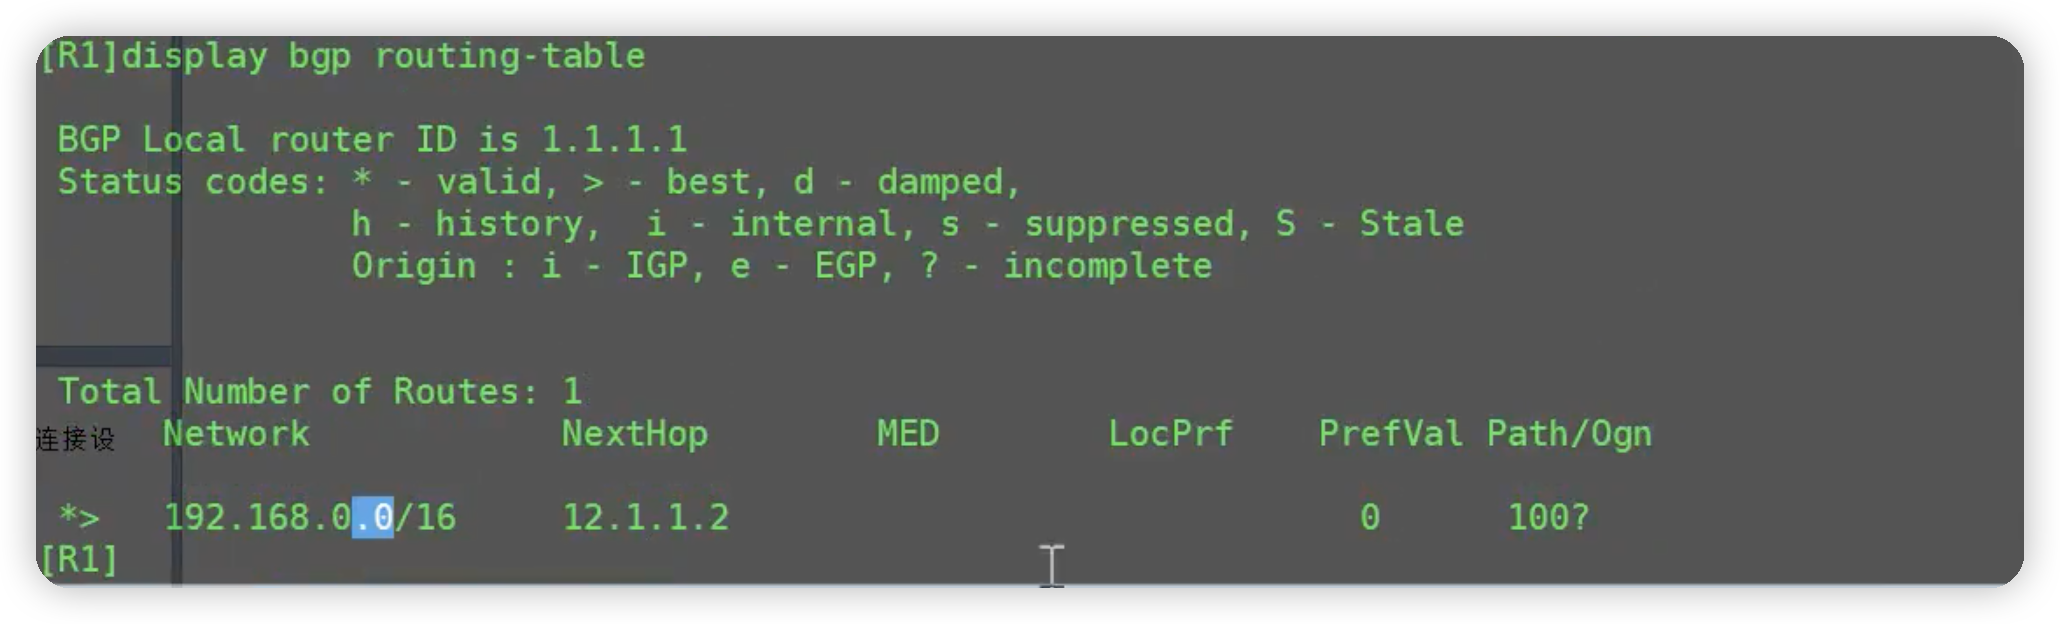 [R1]display bgp routing-table
BGP Local router ID is 1.1.1.1
Status codes: * - valid, > - best, d - damped,
h - history,  i - internal, s - suppressed, S - Stale
Origin : i - IGP, e - EGP, ? - incomplete
Total Number of Routes: 1
连接设
Network NextHop MED LocPrf PrefVal Path/Ogn
*> 192.168.0.0/16 12.1.1.2 0 100?
[R1]